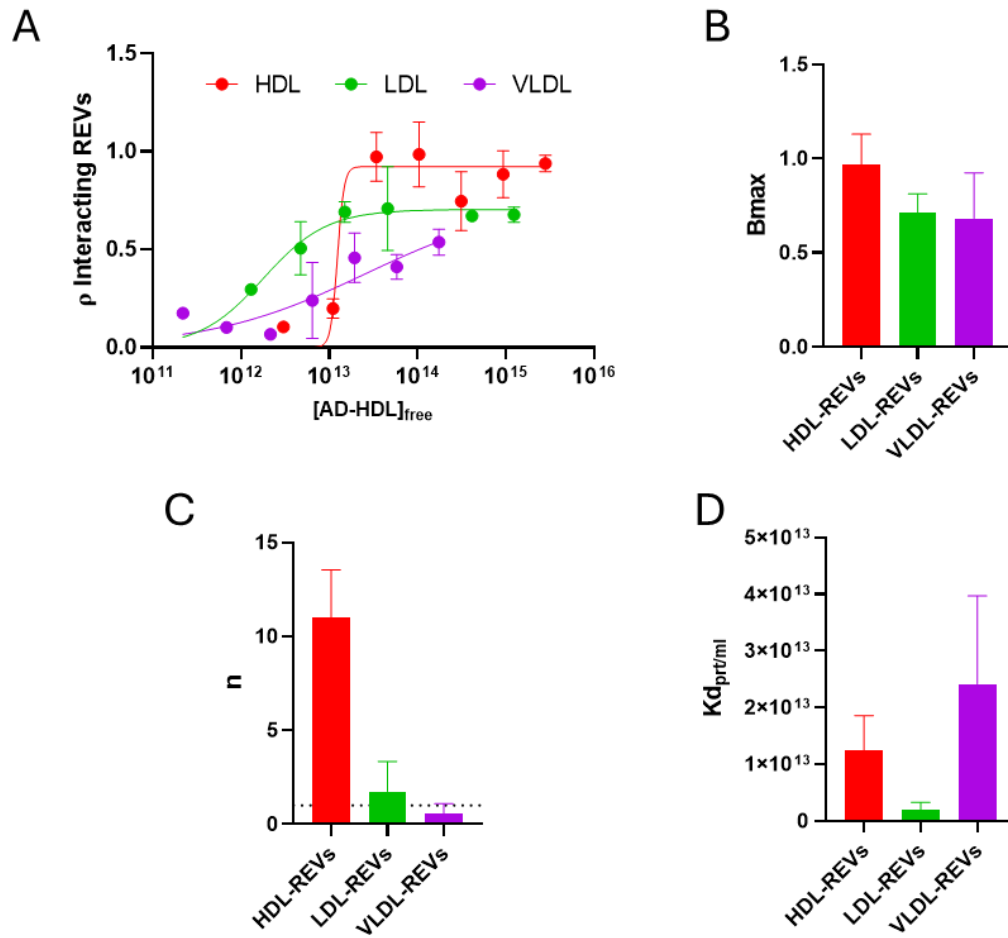 A
1.5
1.0
0.5
0.0
ρ Interacting REVs
HDL LDL VLDL
10¹¹ 10¹² 10¹³ 10¹⁴ 10¹⁵ 10¹⁶
[AD-HDL]free
B
1.5
1.0
0.5
0.0
Bmax
HDL-REVs
LDL-REVs
VLDL-REVs
C
15
10
5
0
n
HDL-REVs
LDL-REVs
VLDL-REVs
D
5×10¹³
4×10¹³
3×10¹³
2×10¹³
1×10¹³
0
Kdprt/ml
HDL-REVs
LDL-REVs
VLDL-REVs